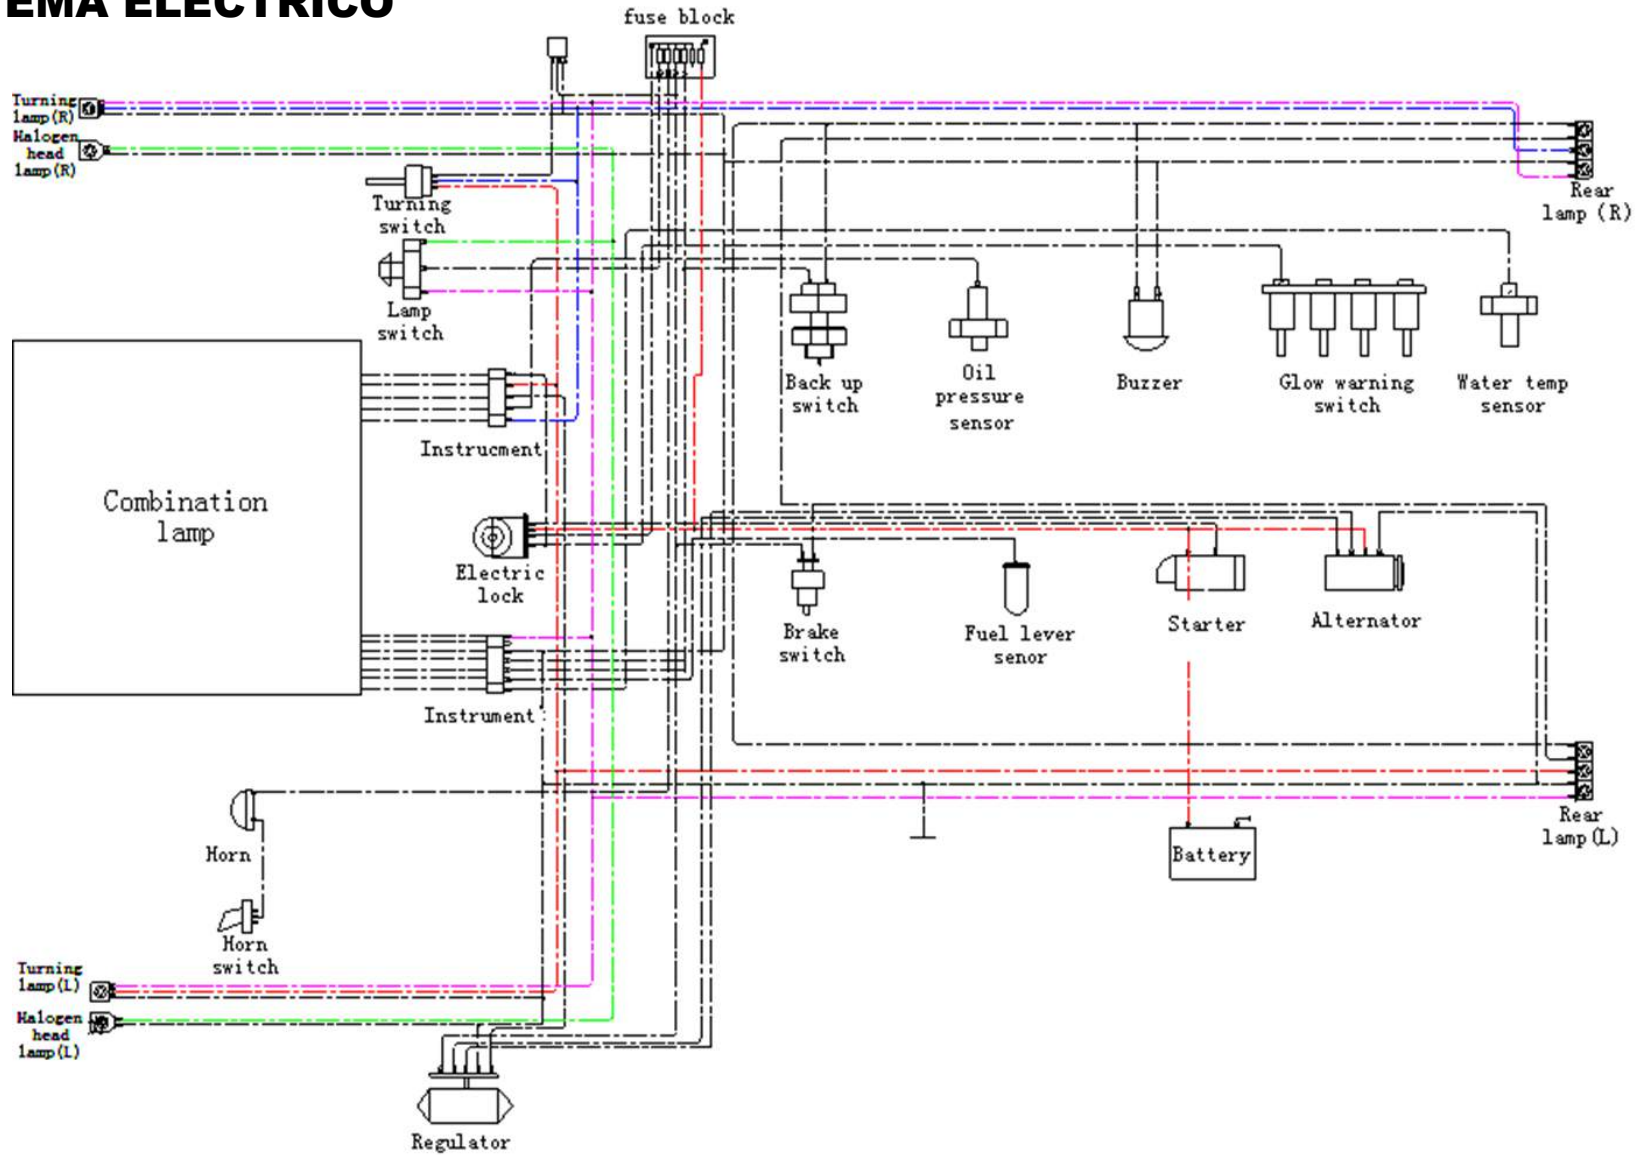 EMA ELECTRICO
fuse block
Turning
lamp(R)
Halogen
head
lamp(R)
Turning
switch
Lamp
switch
Rear
lamp (R)
Back up
switch
Oil
pressure
sensor
Buzzer
Glow warning
switch
Water temp
sensor
Instrucment
Combination
lamp
Electric
lock
Brake
switch
Fuel lever
senor
Starter
Alternator
Instrument
Horn
Horn
switch
Battery
Rear
lamp(L)
Turning
lamp(L)
Halogen
head
lamp(L)
Regulator